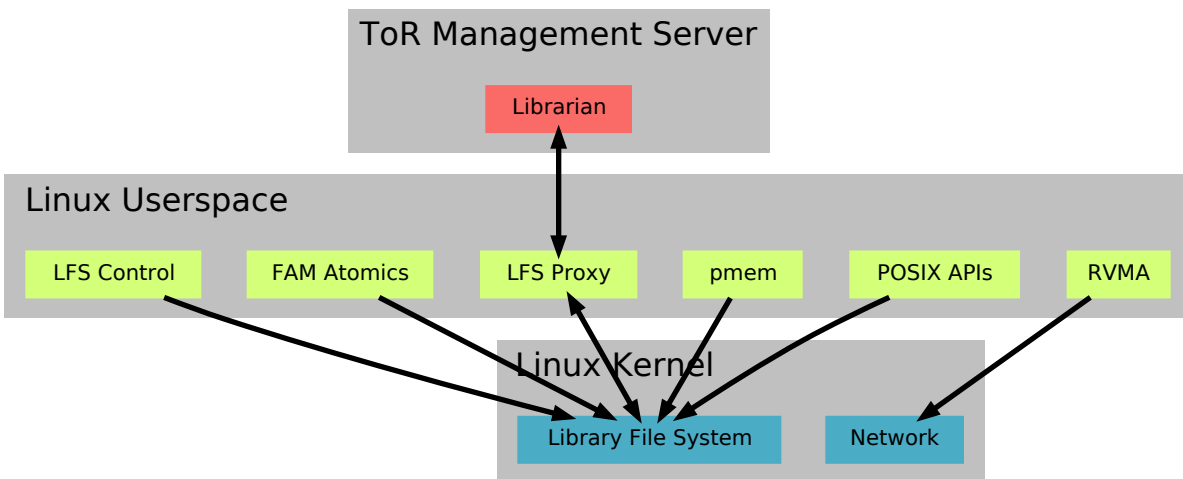 ToR Management Server
Librarian
Linux Userspace
LFS Control
FAM Atomics
LFS Proxy
pmem
POSIX APIs
RVMA
Linux Kernel
Library File System
Network